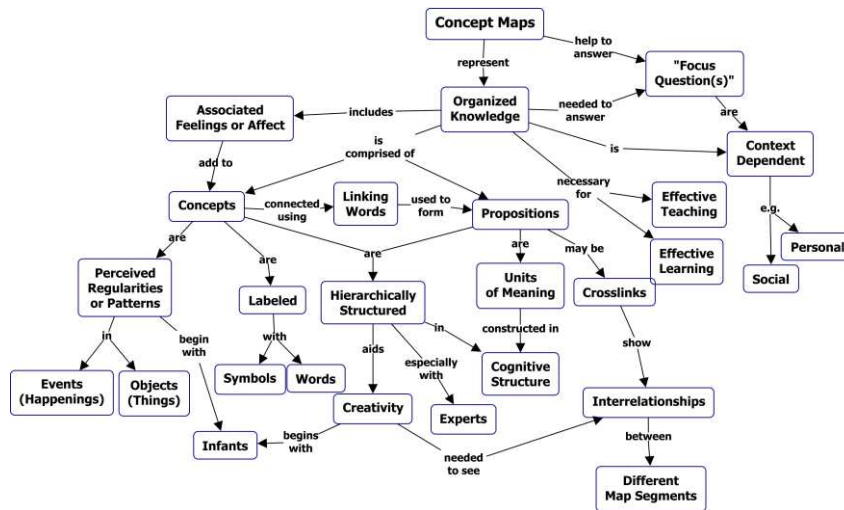 Concept Maps
help to
answer
represent
"Focus
Question(s)"
Associated
Feelings or Affect
includes
Organized
Knowledge
needed to
answer
are
add to
is
comprised of
is
Context
Dependent
Concepts
connected
using
Linking
Words
used to
form
Propositions
necessary
for
Effective
Teaching
e.g.
Personal
are
are
are
are
may be
Effective
Learning
Social
Perceived
Regularities
or Patterns
Labeled
Hierarchically
Structured
Units
of Meaning
Crosslinks
in
begin
with
with
aids
in
constructed in
show
especially
with
Events
(Happenings)
Objects
(Things)
Symbols
Words
Cognitive
Structure
Creativity
Experts
Interrelationships
Infants
begins
with
needed
to see
between
Different
Map Segments